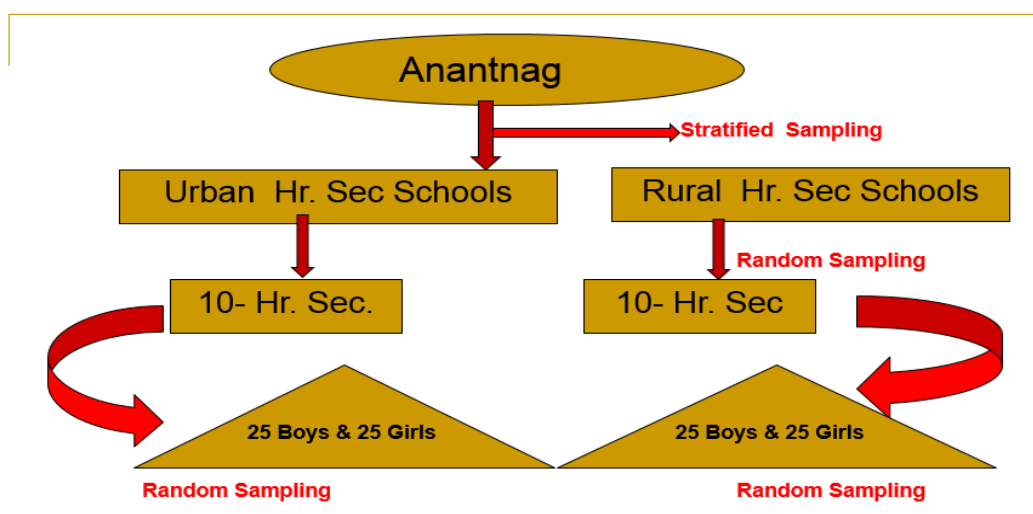 Anantnag
Stratified Sampling
Urban Hr. Sec Schools
Rural Hr. Sec Schools
Random Sampling
10- Hr. Sec.
10- Hr. Sec
25 Boys & 25 Girls
25 Boys & 25 Girls
Random Sampling
Random Sampling